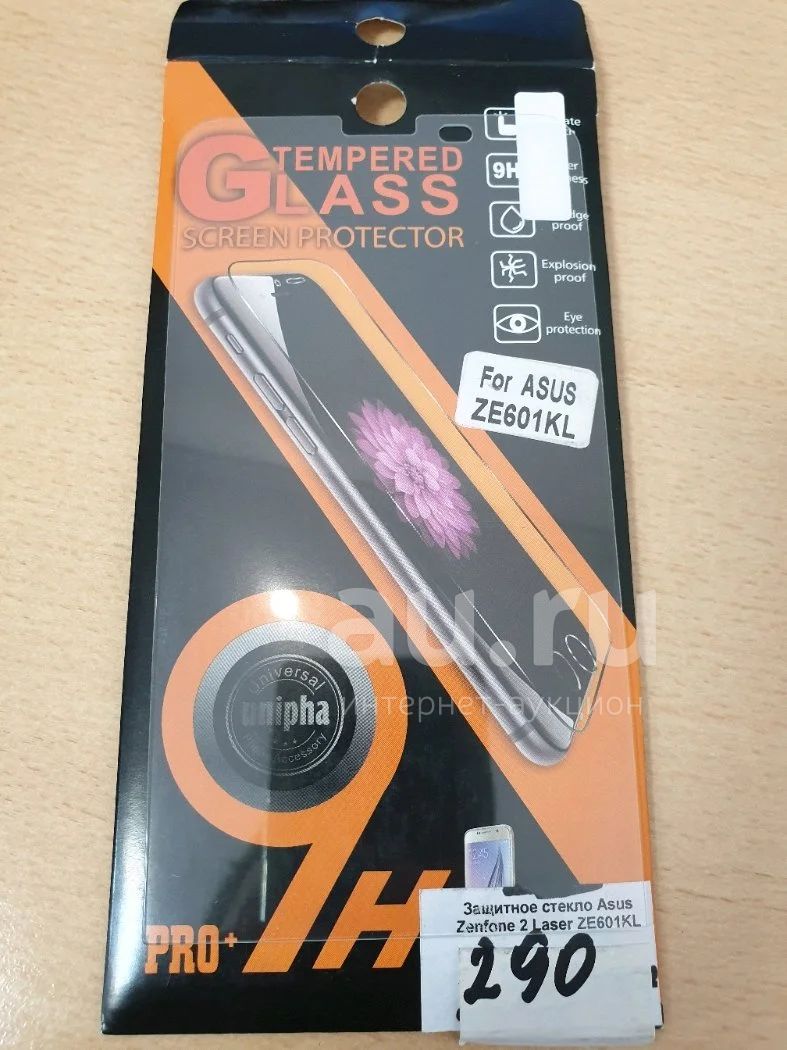 TEMPERED
GLASS
SCREEN PROTECTOR
9H
proof
Explosion
proof
Eye
protection
For ASUS
ZE601KL
au.ru
интернет-аукцион
Universal
unipha
Accessory
9H
PRO+
Защитное стекло Asus
Zenfone 2 Laser ZE601KL
290